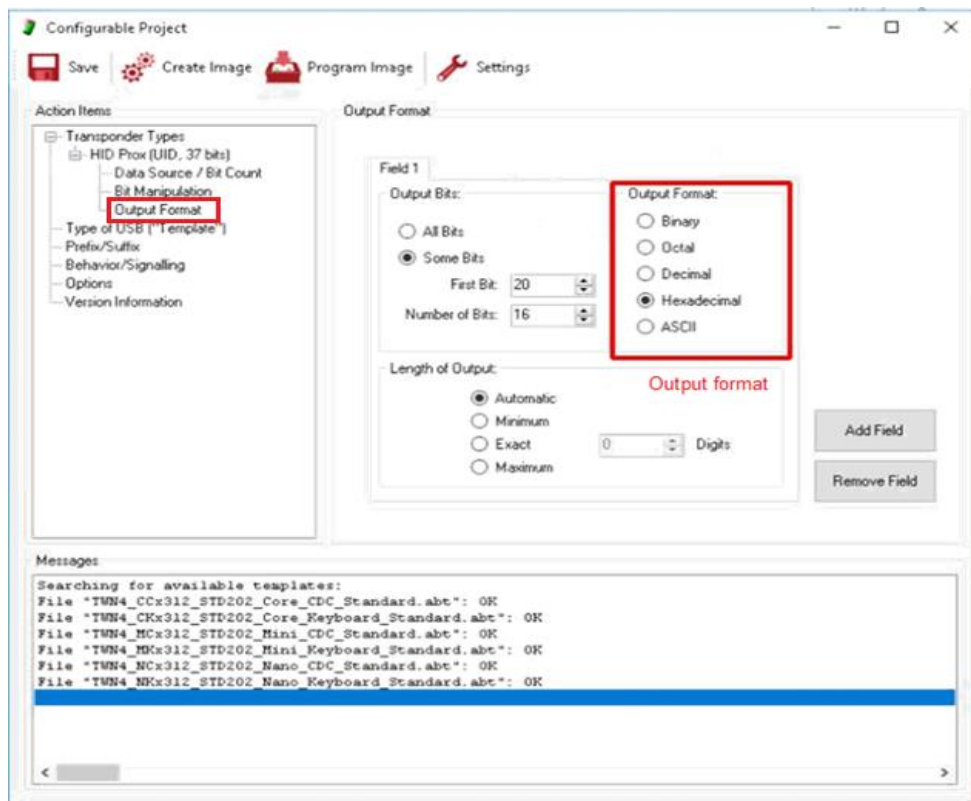 Configurable Project
Save Create Image Program Image Settings
Action Items
Transponder Types
HID Prox (UID, 37 bits)
Data Source / Bit Count
Bit Manipulation
Output Format
Type of USB ("Template")
Prefix/Suffix
Behavior/Signalling
Options
Version Information
Output Format
Field 1
Output Bits:
All Bits
Some Bits
First Bit: 20
Number of Bits: 16
Output Format:
Binary
Octal
Decimal
Hexadecimal
ASCII
Output format
Length of Output:
Automatic
Minimum
Exact 0 Digits
Maximum
Add Field
Remove Field
Messages
Searching for available templates:
File "TWN4_CCx312_STD202_Core_CDC_Standard.abt": OK
File "TWN4_CKx312_STD202_Core_Keyboard_Standard.abt": OK
File "TWN4_MCx312_STD202_Mini_CDC_Standard.abt": OK
File "TWN4_MKx312_STD202_Mini_Keyboard_Standard.abt": OK
File "TWN4_NCx312_STD202_Nano_CDC_Standard.abt": OK
File "TWN4_NKx312_STD202_Nano_Keyboard_Standard.abt": OK